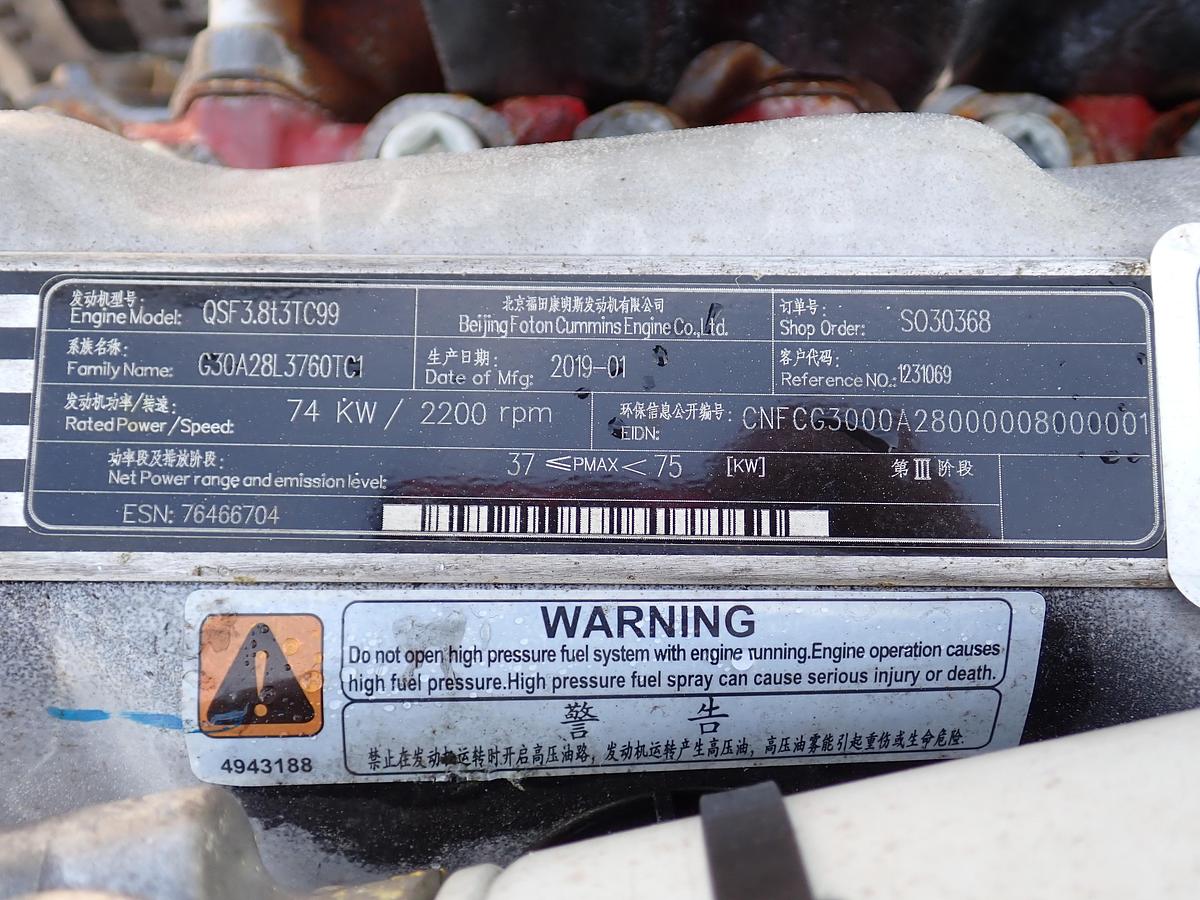 发动机型号:
Engine Model: QSF3.8t3TC99
北京福田康明斯发动机有限公司
Beijing Foton Cummins Engine Co., Ltd.
订单号:
Shop Order: SO30368
系族名称:
Family Name: G30A28L3760TC1
生产日期:
Date of Mfg: 2019-01
客户代码:
Reference NO.: 1231069
发动机功率/装速:
Rated Power/Speed: 74 KW / 2200 rpm
环保信息公开编号:
EIDN: CNFCG3000A28000008000001
功率段及排放阶段:
Net Power range and emission level: 37 ≤PMAX< 75 [KW] 第III阶段
ESN: 76466704
WARNING
Do not open high pressure fuel system with engine running.Engine operation causes
high fuel pressure.High pressure fuel spray can cause serious injury or death.
警 告
禁止在发动机运转时开启高压油路，发动机运转产生高压油，高压油雾能引起重伤或生命危险.
4943188